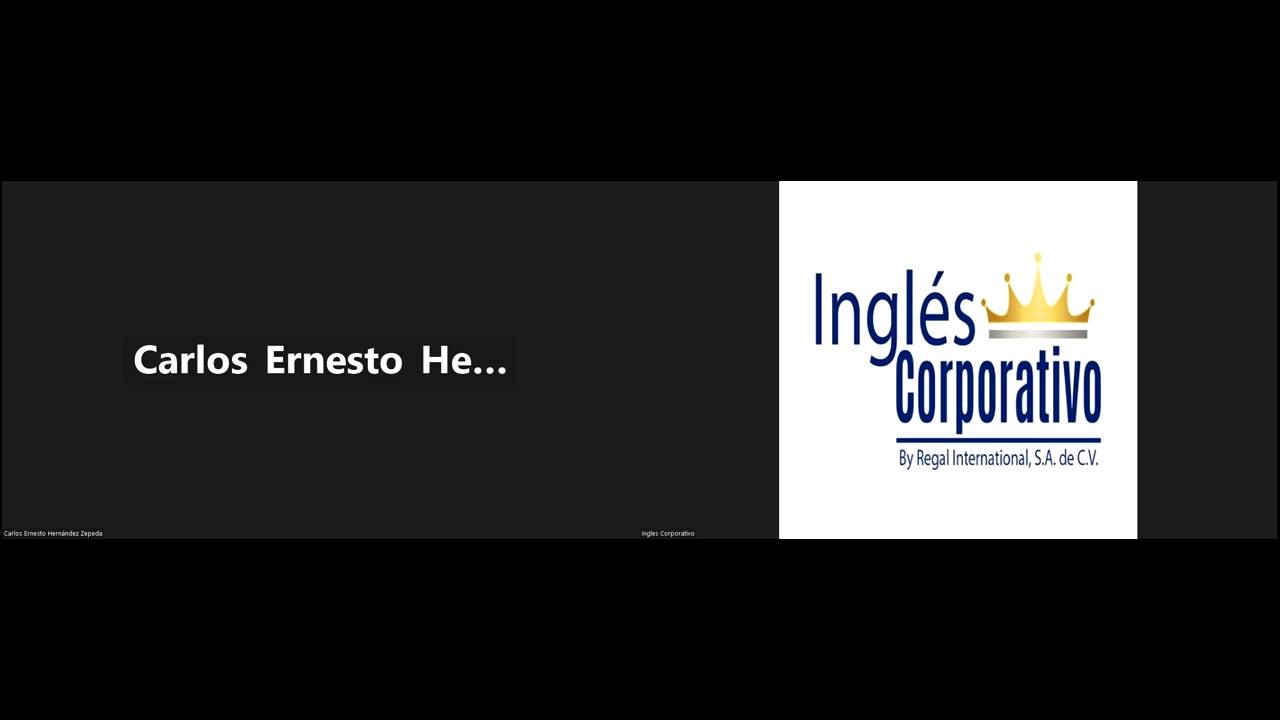 Carlos Ernesto He...
Carlos Ernesto Hernández Zepeda
Inglés
Corporativo
By Regal International, S.A. de C.V.
Ingles Corporativo